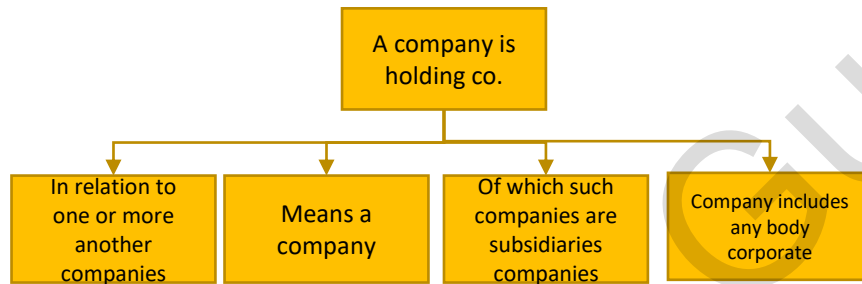 A company is
holding co.
In relation to
one or more
another
companies
Means a
company
Of which such
companies are
subsidiaries
companies
Company includes
any body
corporate